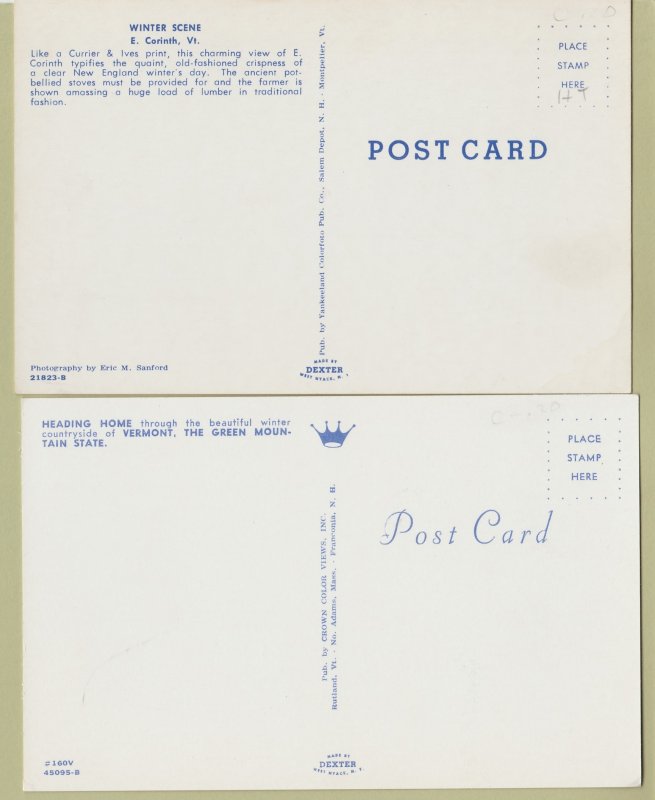 WINTER SCENE
E. Corinth, Vt.
Like a Currier & Ives print, this charming view of E.
Corinth typifies the quaint, old-fashioned crispness of
a clear New England winter's day. The ancient pot-
bellied stoves must be provided for and the farmer is
shown amassing a huge load of lumber in traditional
fashion.
Photography by Eric M. Sanford
21823-B
Pub. by Yankeeland Colorfoto Pub. Co., Salem Depot, N. H. - Montpelier, Vt.
MADE BY
DEXTER
WEST NYACK, N. Y.
PLACE
STAMP
HERE
HT
POST CARD
HEADING HOME through the beautiful winter
countryside of VERMONT, THE GREEN MOUN-
TAIN STATE.
#160V
45095-B
Pub. by CROWN COLOR VIEWS, INC.
Rutland, Vt. - No. Adams, Mass. - Franconia, N. H.
MADE BY
DEXTER
WEST NYACK, N. Y.
PLACE
STAMP
HERE
Post Card